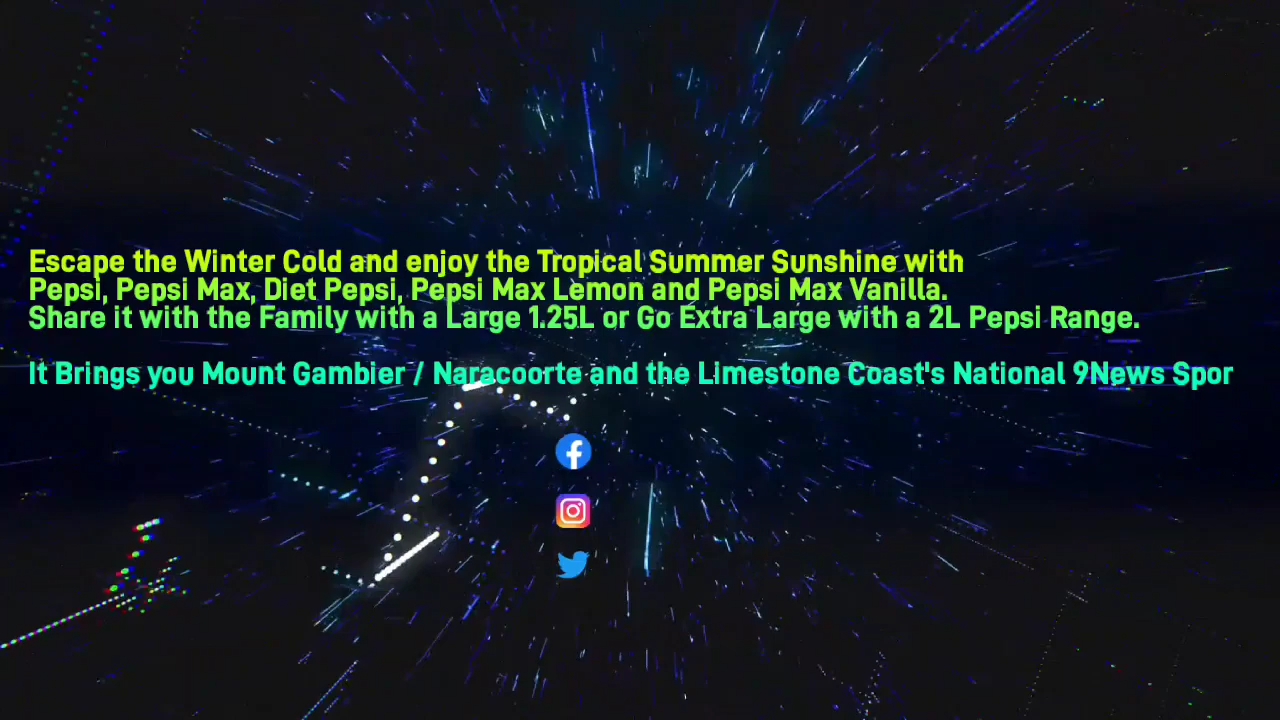 Escape the Winter Cold and enjoy the Tropical Summer Sunshine with
Pepsi, Pepsi Max, Diet Pepsi, Pepsi Max Lemon and Pepsi Max Vanilla.
Share it with the Family with a Large 1.25L or Go Extra Large with a 2L Pepsi Range.
It Brings you Mount Gambier / Naracoorte and the Limestone Coast's National 9News Spor